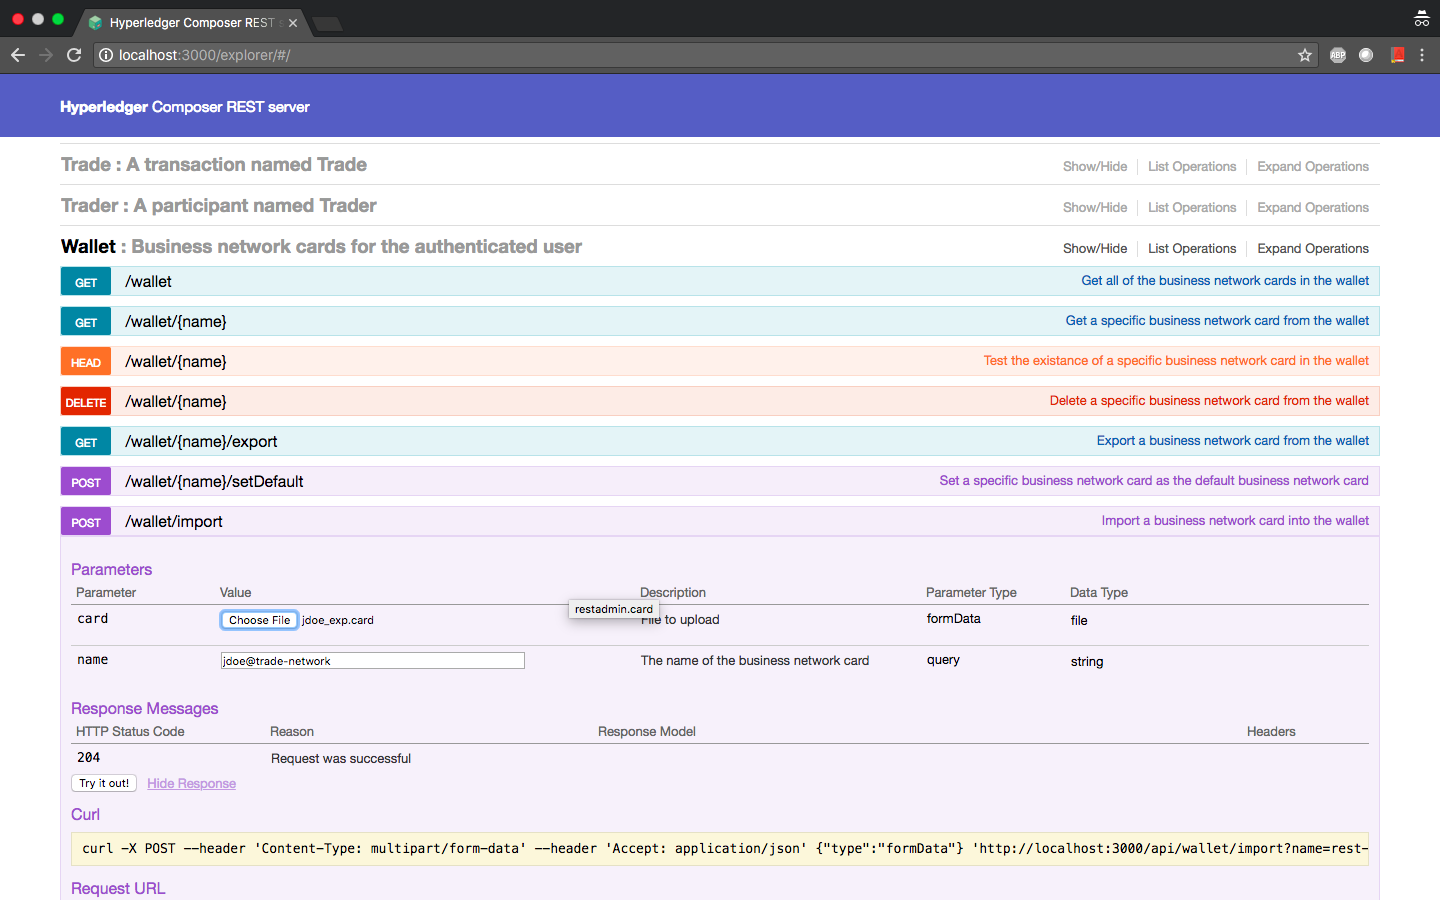 Hyperledger Composer REST s
localhost:3000/explorer/#/
ABP
Hyperledger Composer REST server
Trade : A transaction named Trade Show/Hide List Operations Expand Operations
Trader : A participant named Trader Show/Hide List Operations Expand Operations
Wallet : Business network cards for the authenticated user Show/Hide List Operations Expand Operations
GET /wallet Get all of the business network cards in the wallet
GET /wallet/{name} Get a specific business network card from the wallet
HEAD /wallet/{name} Test the existance of a specific business network card in the wallet
DELETE /wallet/{name} Delete a specific business network card from the wallet
GET /wallet/{name}/export Export a business network card from the wallet
POST /wallet/{name}/setDefault Set a specific business network card as the default business network card
POST /wallet/import Import a business network card into the wallet
Parameters
Parameter Value Description Parameter Type Data Type
restadmin.card
card Choose File jdoe_exp.card File to upload formData file
name jdoe@trade-network The name of the business network card query string
Response Messages
HTTP Status Code Reason Response Model Headers
204 Request was successful
Try it out! Hide Response
Curl
curl -X POST --header 'Content-Type: multipart/form-data' --header 'Accept: application/json' {"type":"formData"} 'http://localhost:3000/api/wallet/import?name=rest-
Request URL